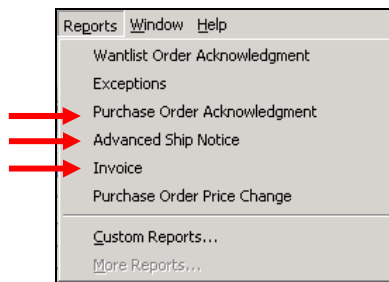 Reports Window Help
Wantlist Order Acknowledgment
Exceptions
Purchase Order Acknowledgment
Advanced Ship Notice
Invoice
Purchase Order Price Change
Custom Reports...
More Reports...